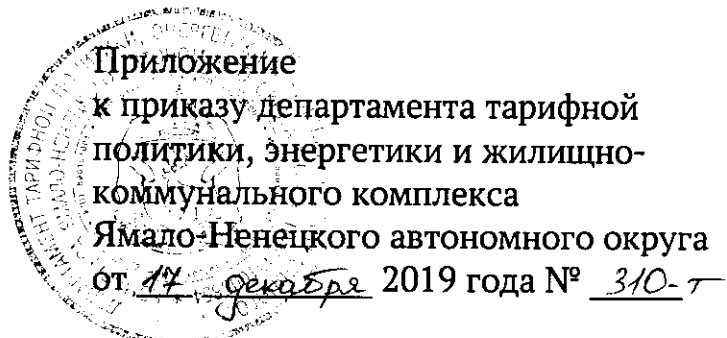 Приложение
к приказу департамента тарифной
политики, энергетики и жилищно-
коммунального комплекса
Ямало-Ненецкого автономного округа
от 17 декабря 2019 года № 310-т